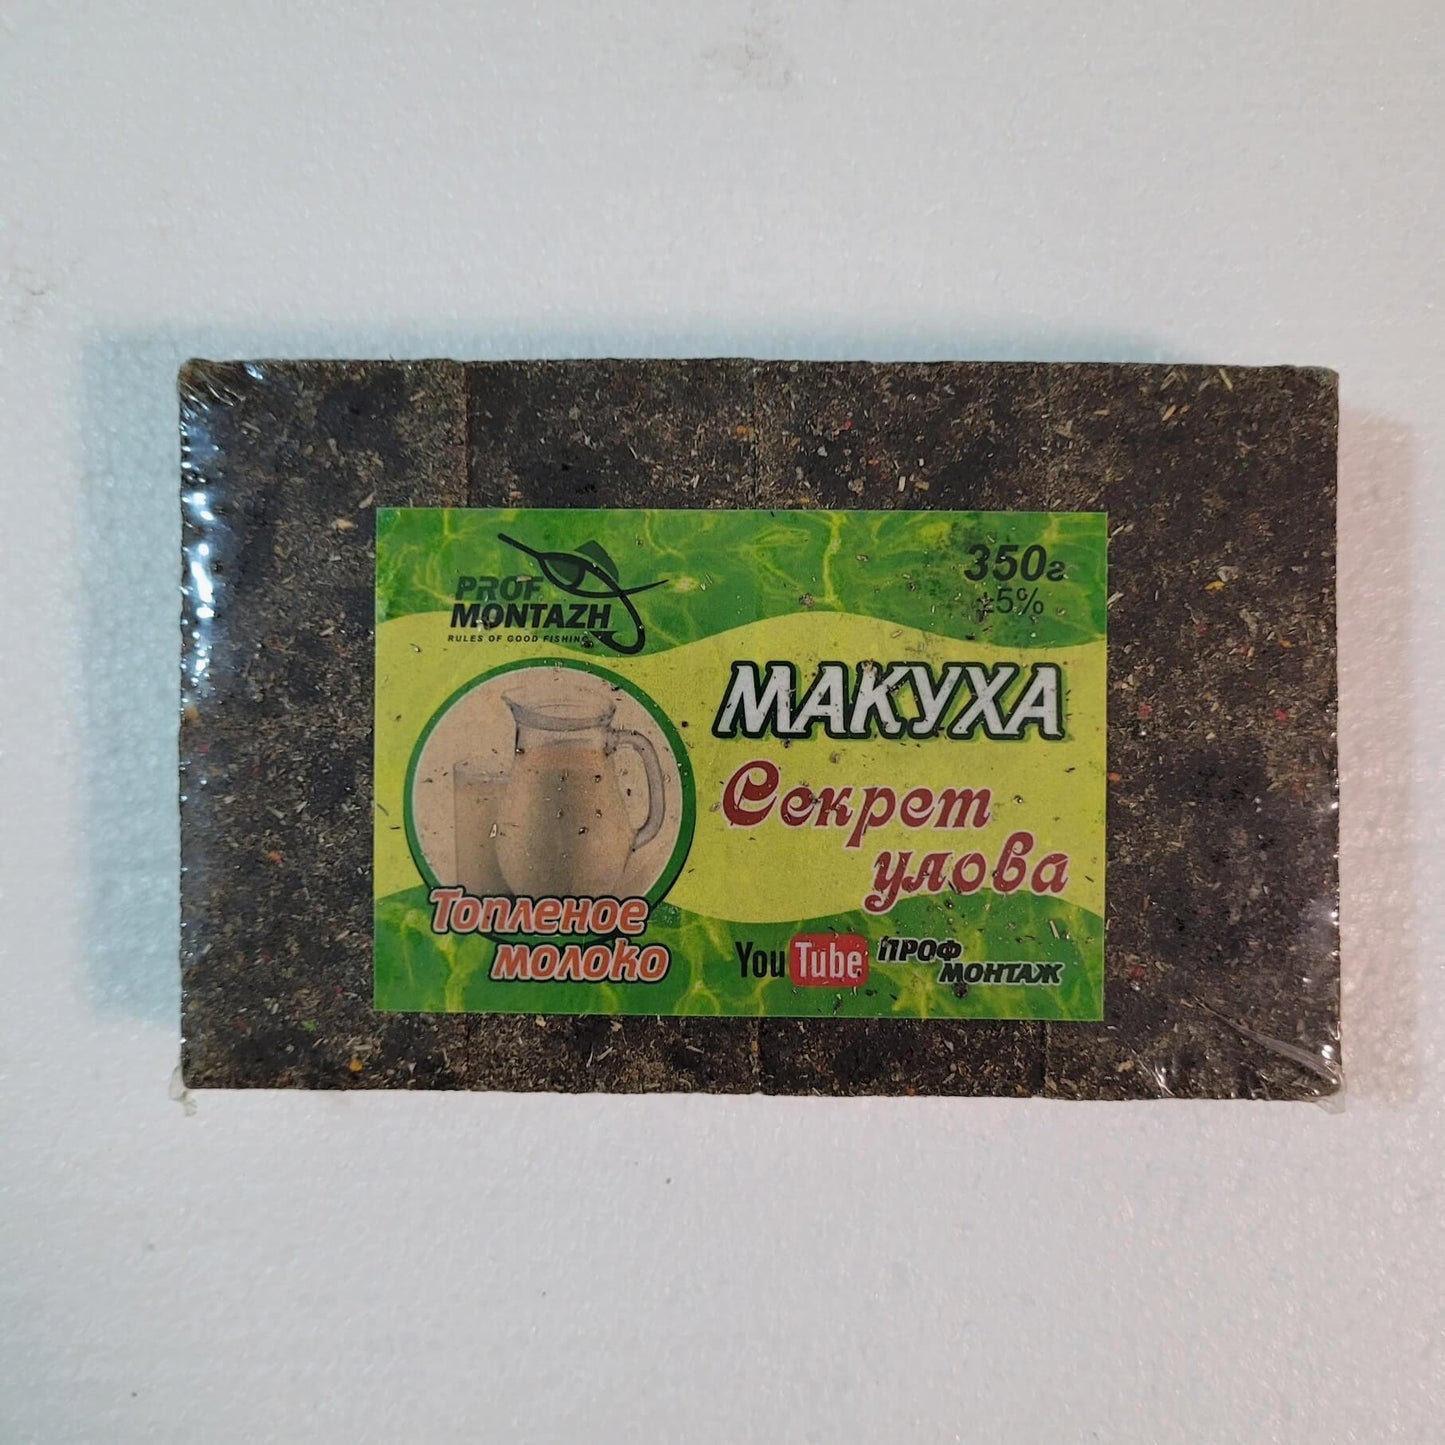 PROF
MONTAZH
RULES OF GOOD FISHING
350г
±5%
МАКУХА
Секрет
улова
Топленое
молоко
YouTube ПРОФ
МОНТАЖ